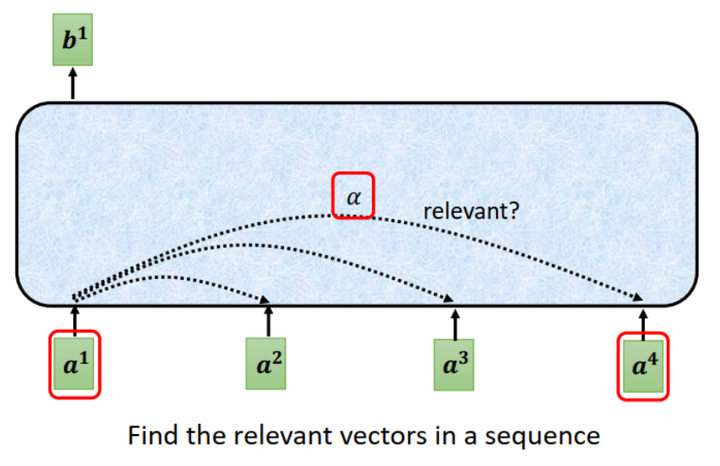 b¹
α
relevant?
a¹ a² a³ a⁴
Find the relevant vectors in a sequence